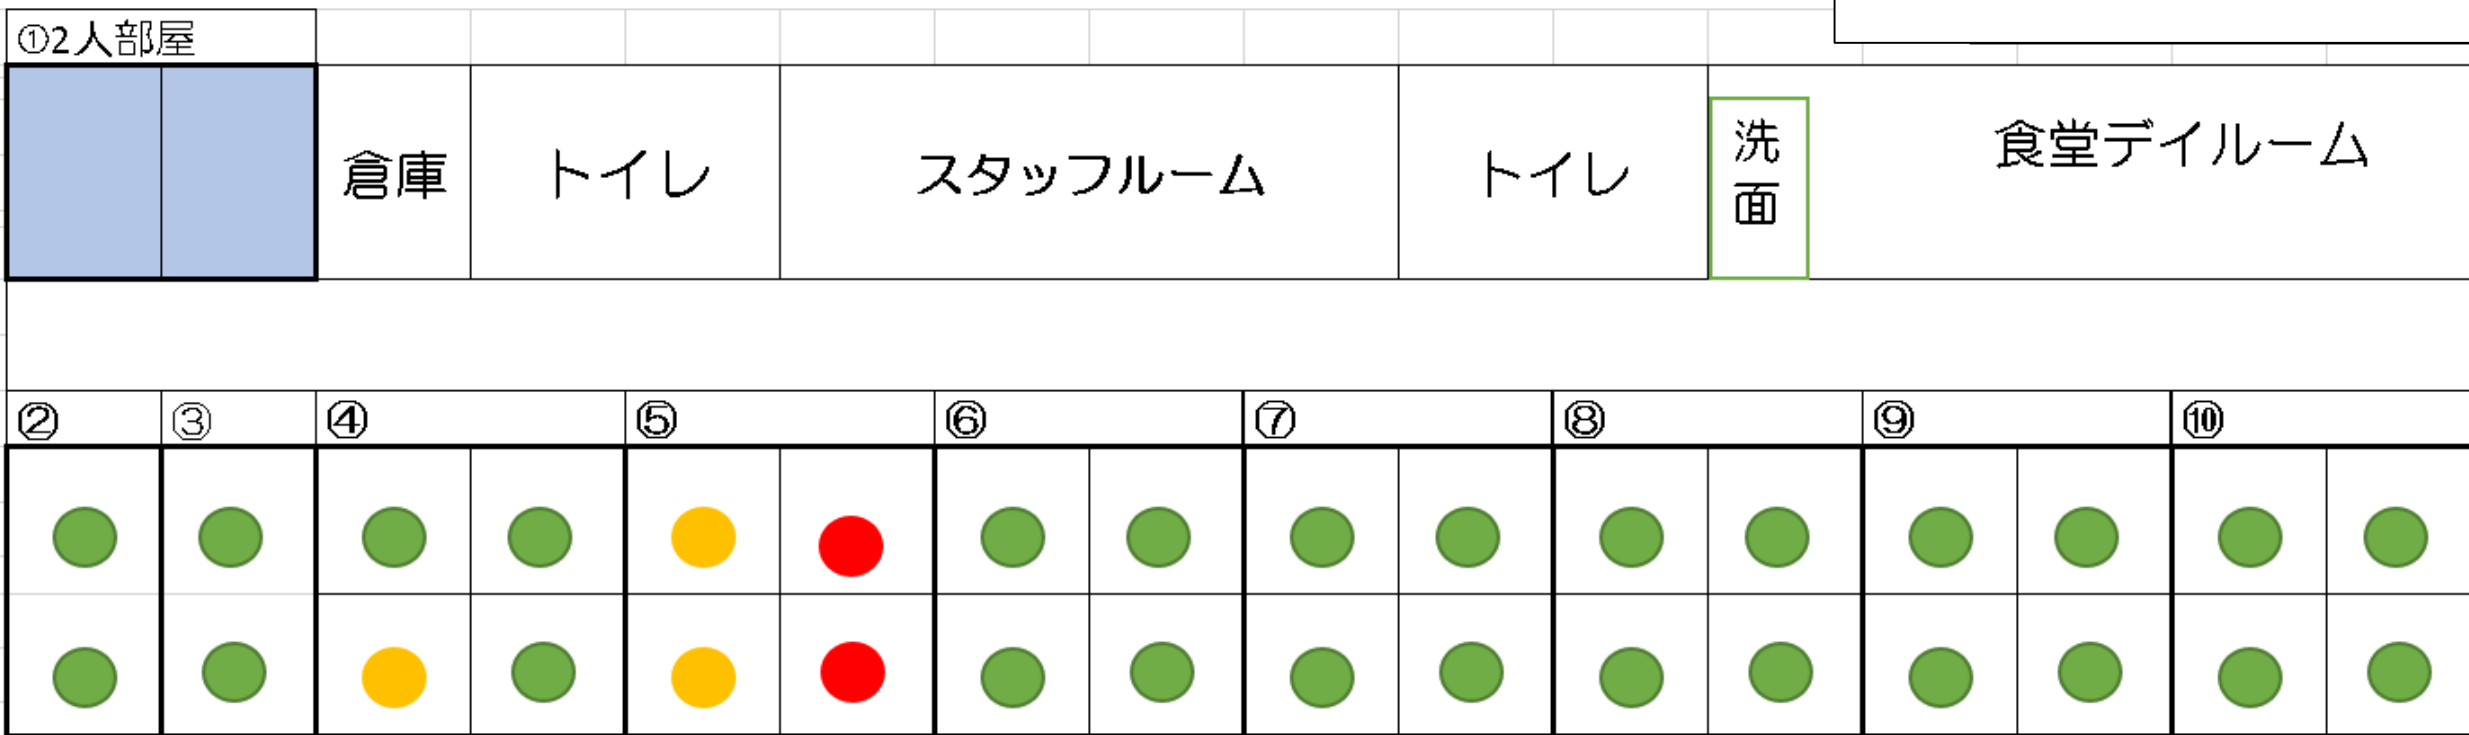 ①2人部屋
倉庫
トイレ
スタッフルーム
トイレ
洗面
食堂デイルーム
② ③ ④ ⑤ ⑥ ⑦ ⑧ ⑨ ⑩